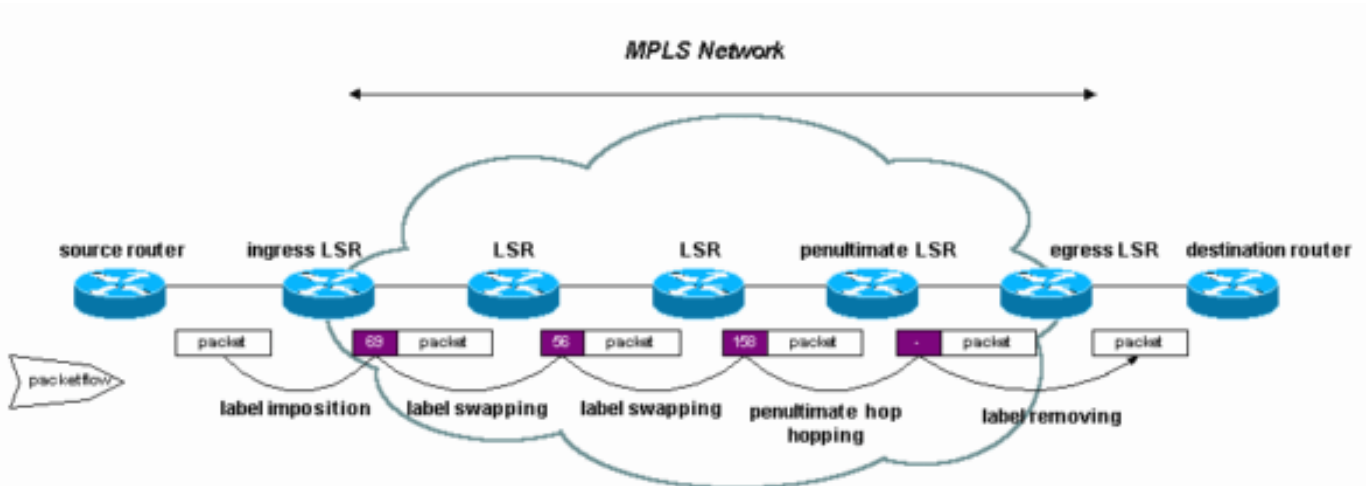 MPLS Network
source router
ingress LSR
LSR
LSR
penultimate LSR
egress LSR
destination router
packet
69 packet
56 packet
158 packet
- packet
packet
packetflow
label imposition
label swapping
label swapping
penultimate hop
hopping
label removing